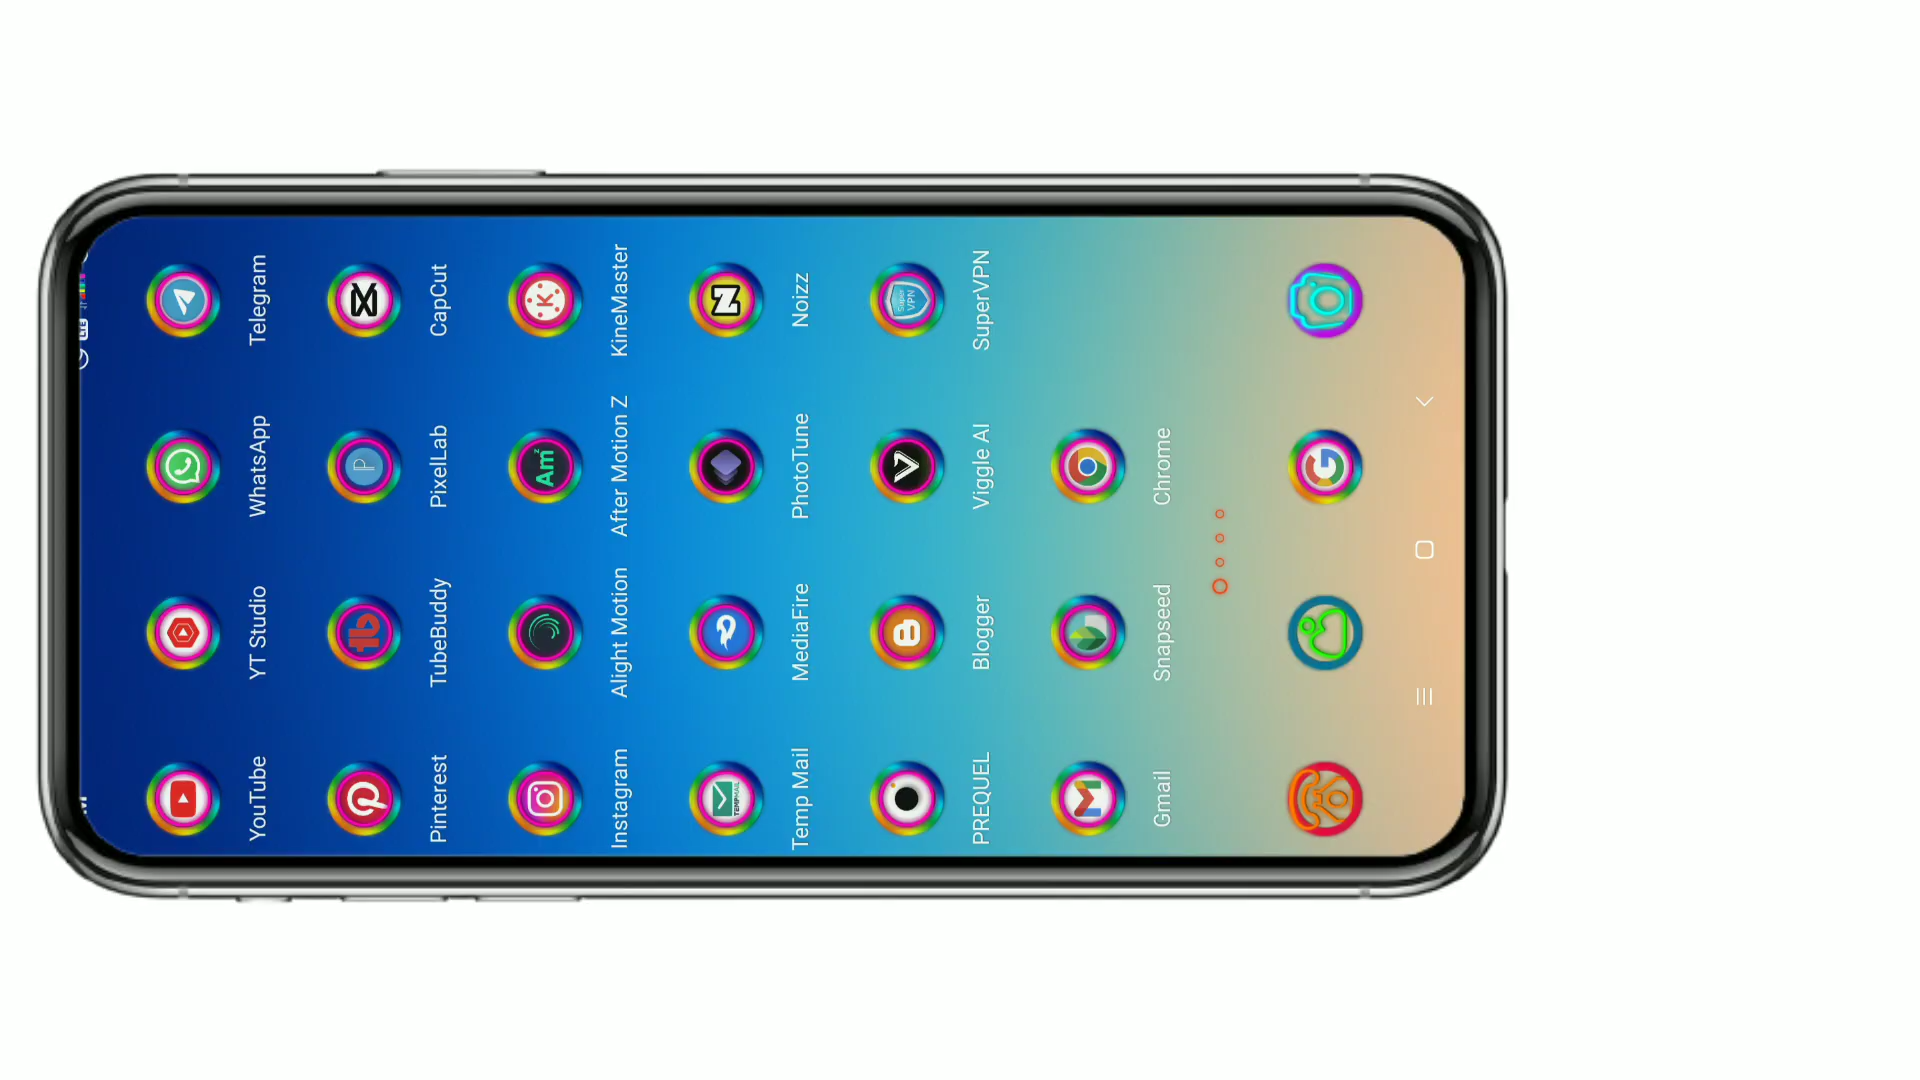 YouTube YT Studio WhatsApp Telegram
Pinterest TubeBuddy PixelLab CapCut
Instagram Alight Motion After Motion Z KineMaster
Temp Mail MediaFire PhotoTune Noizz
PREQUEL Blogger Viggle AI SuperVPN
Gmail Snapseed Chrome